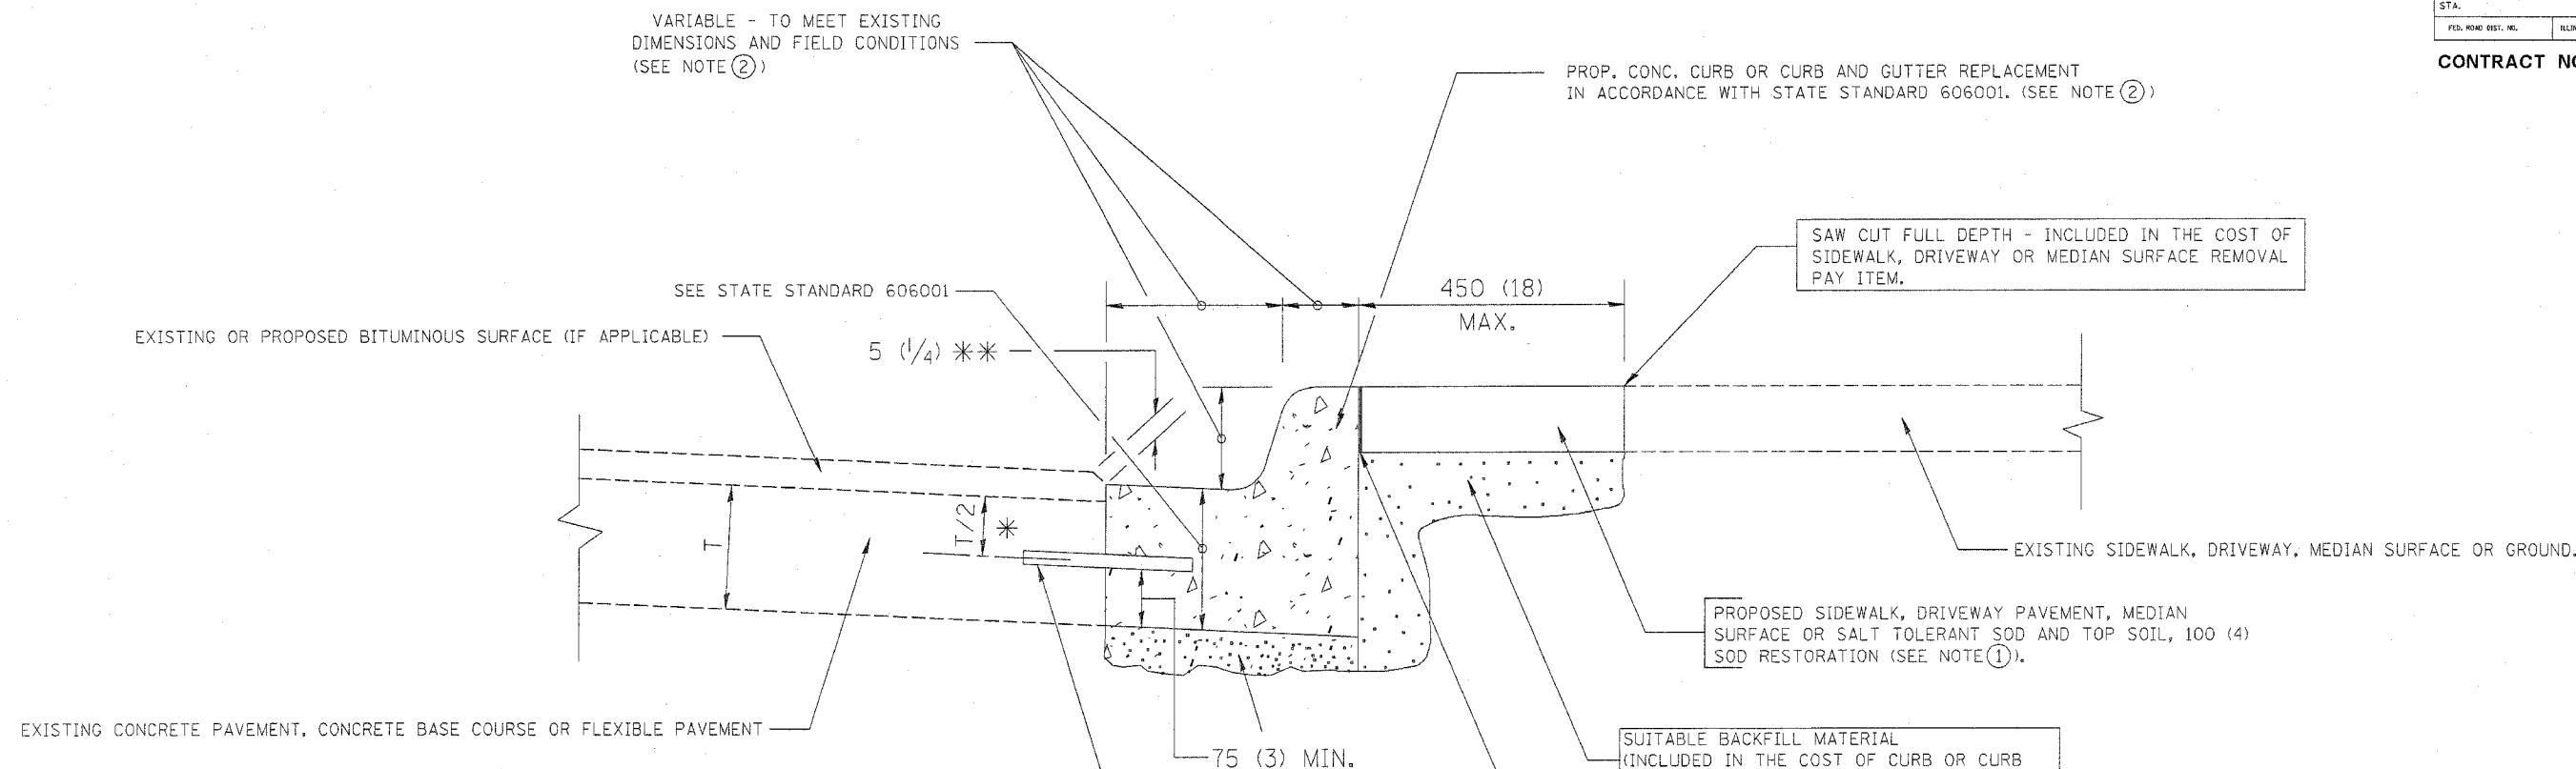 STA.
FED. ROAD DIST. NO.
CONTRACT NO
VARIABLE - TO MEET EXISTING
DIMENSIONS AND FIELD CONDITIONS
(SEE NOTE 2)
PROP. CONC. CURB OR CURB AND GUTTER REPLACEMENT
IN ACCORDANCE WITH STATE STANDARD 606001. (SEE NOTE 2)
SAW CUT FULL DEPTH - INCLUDED IN THE COST OF
SIDEWALK, DRIVEWAY OR MEDIAN SURFACE REMOVAL
PAY ITEM.
SEE STATE STANDARD 606001
450 (18)
MAX.
EXISTING OR PROPOSED BITUMINOUS SURFACE (IF APPLICABLE)
5 (1/4) **
T
T/2
*
EXISTING SIDEWALK, DRIVEWAY, MEDIAN SURFACE OR GROUND.
PROPOSED SIDEWALK, DRIVEWAY PAVEMENT, MEDIAN
SURFACE OR SALT TOLERANT SOD AND TOP SOIL, 100 (4)
SOD RESTORATION (SEE NOTE 1).
EXISTING CONCRETE PAVEMENT, CONCRETE BASE COURSE OR FLEXIBLE PAVEMENT
75 (3) MIN.
SUITABLE BACKFILL MATERIAL
(INCLUDED IN THE COST OF CURB OR CURB